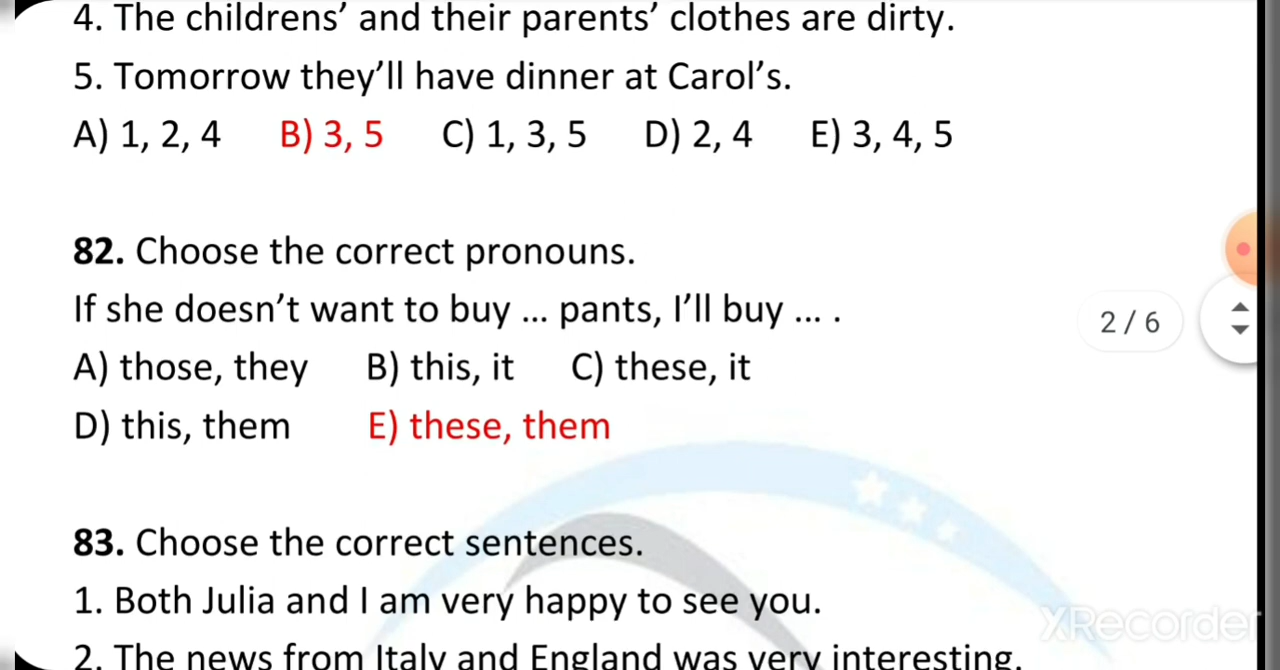 4. The childrens’ and their parents’ clothes are dirty.
5. Tomorrow they’ll have dinner at Carol’s.
A) 1, 2, 4 B) 3, 5 C) 1, 3, 5 D) 2, 4 E) 3, 4, 5
82. Choose the correct pronouns.
If she doesn’t want to buy ... pants, I’ll buy ... .
2 / 6
A) those, they B) this, it C) these, it
D) this, them E) these, them
83. Choose the correct sentences.
1. Both Julia and I am very happy to see you.
XRecorder
2. The news from Italy and England was very interesting.